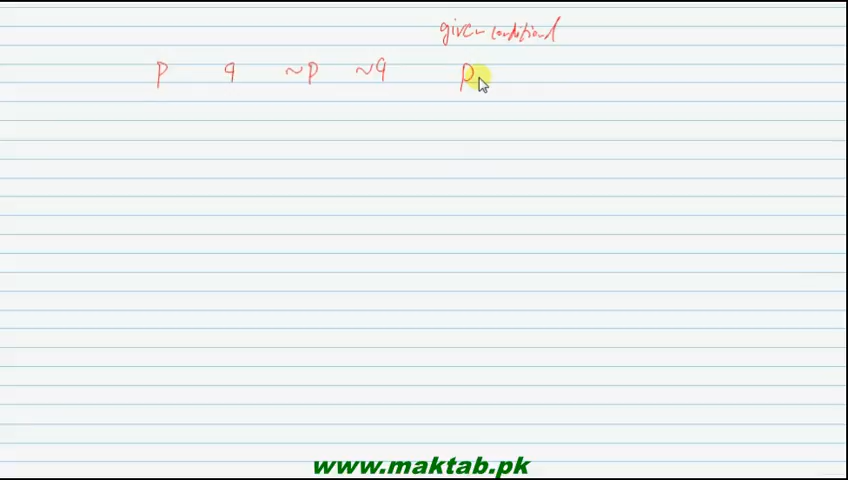 given conditional
p q ~p ~q p
www.maktab.pk